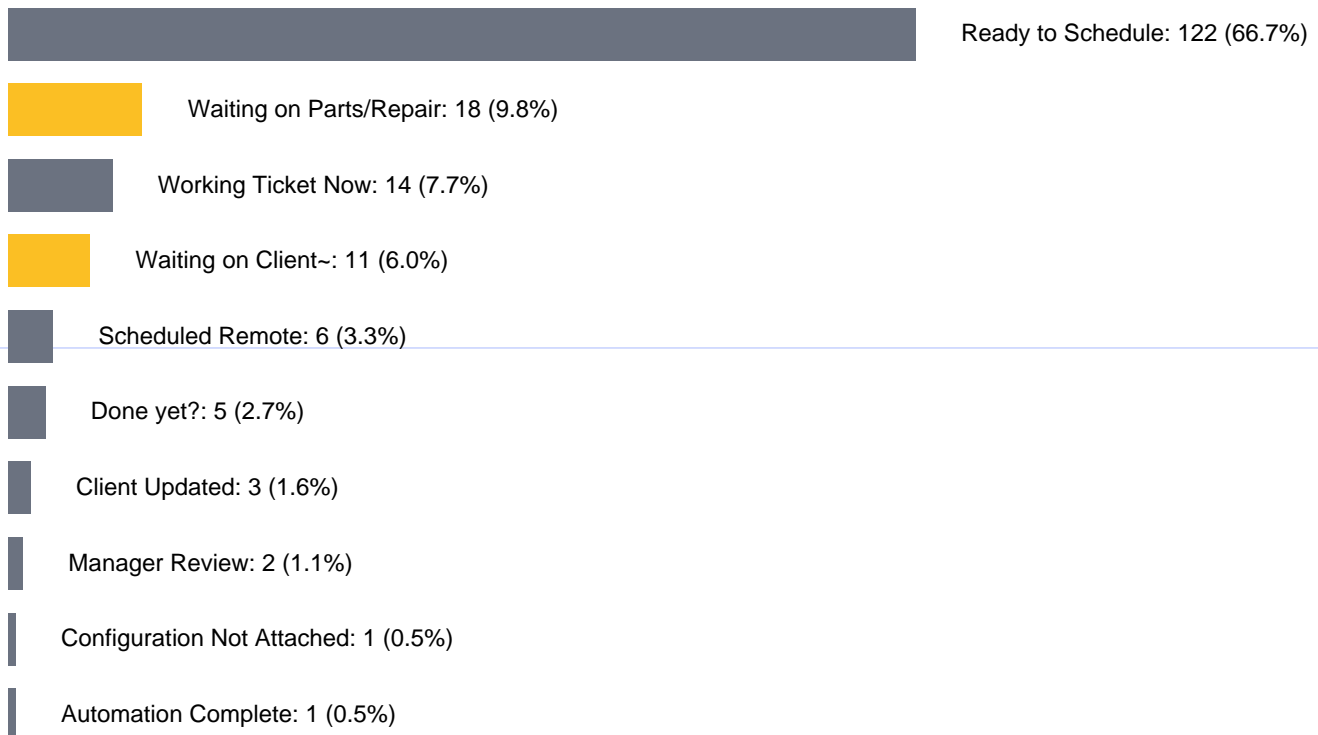 Ready to Schedule: 122 (66.7%)
Waiting on Parts/Repair: 18 (9.8%)
Working Ticket Now: 14 (7.7%)
Waiting on Client~: 11 (6.0%)
Scheduled Remote: 6 (3.3%)
Done yet?: 5 (2.7%)
Client Updated: 3 (1.6%)
Manager Review: 2 (1.1%)
Configuration Not Attached: 1 (0.5%)
Automation Complete: 1 (0.5%)